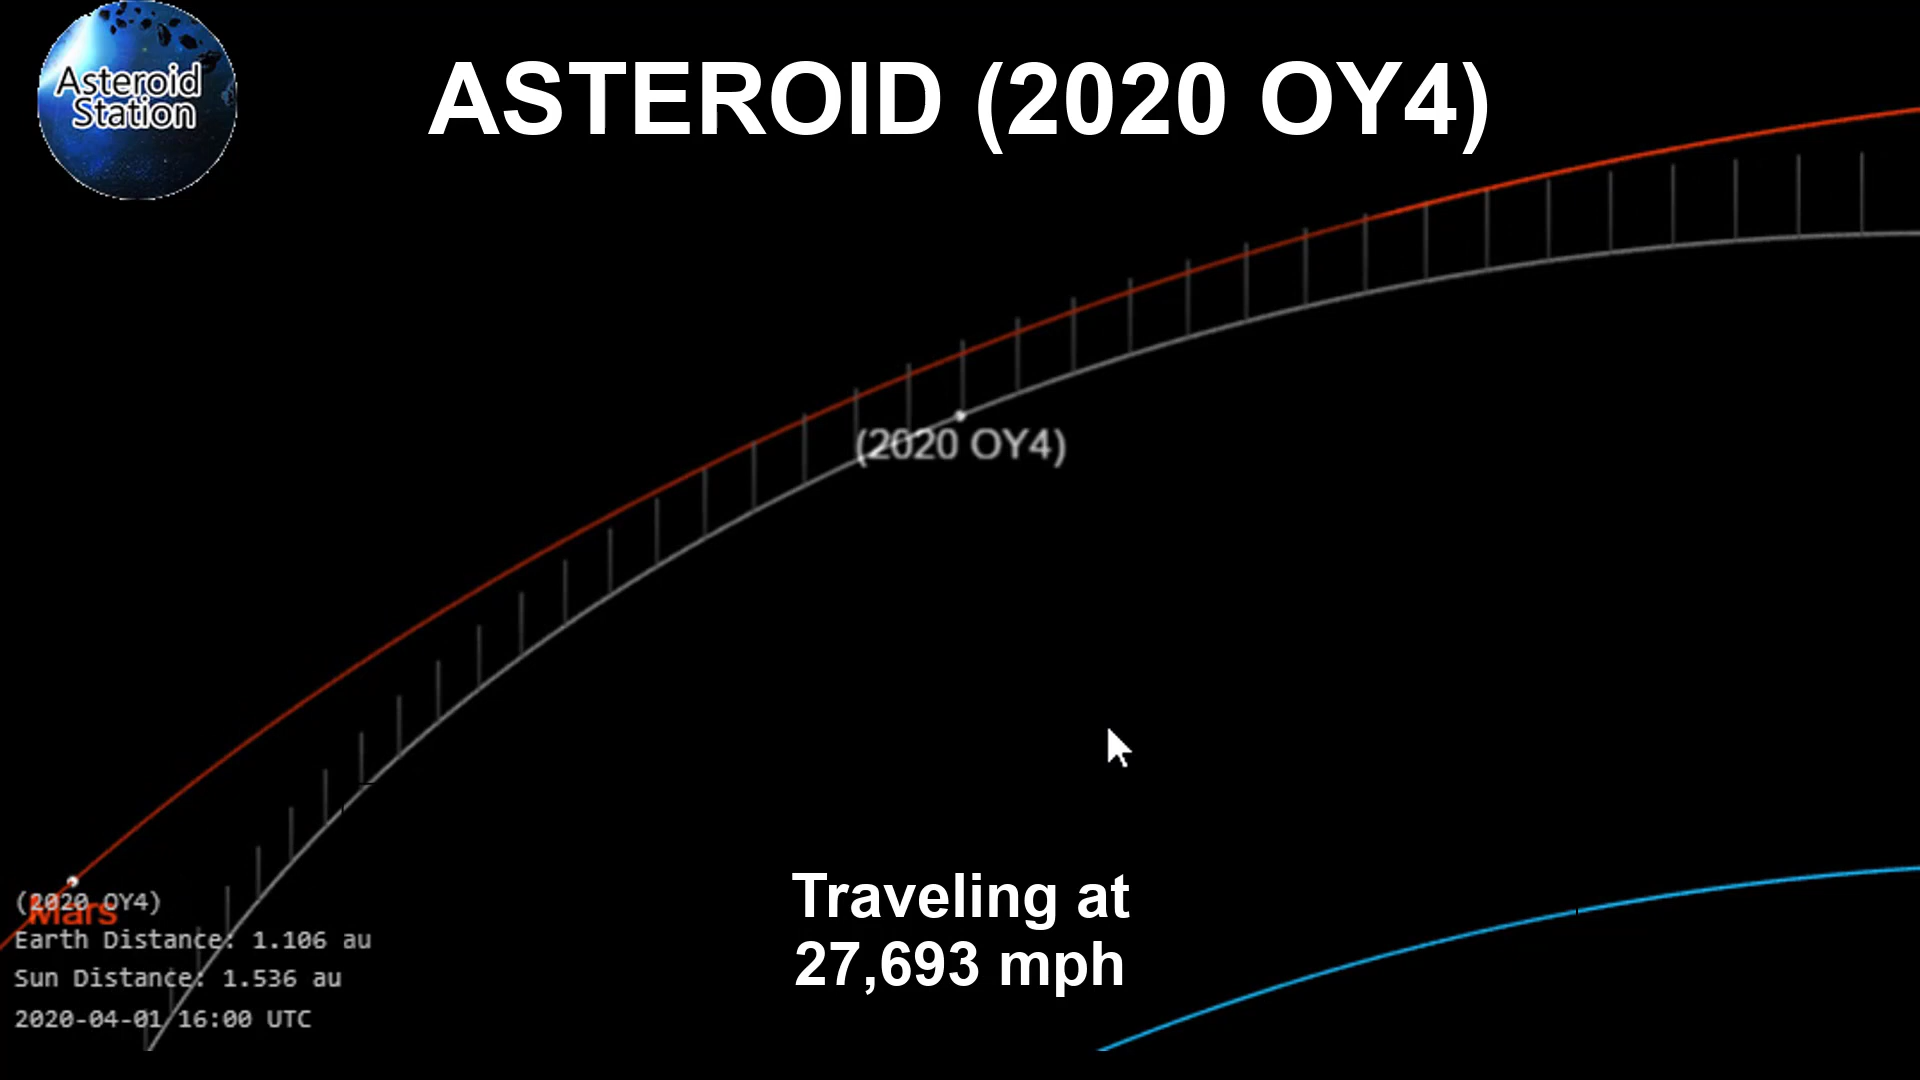 Asteroid
Station
ASTEROID (2020 OY4)
(2020 OY4)
Traveling at
27,693 mph
(2020 OY4)
Mars
Earth Distance: 1.106 au
Sun Distance: 1.536 au
2020-04-01 16:00 UTC